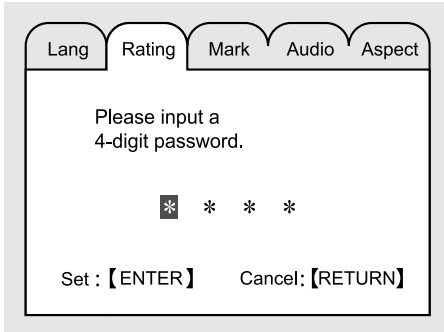 Lang Rating Mark Audio Aspect
Please input a
4-digit password.
* * * *
Set :【ENTER】 Cancel:【RETURN】